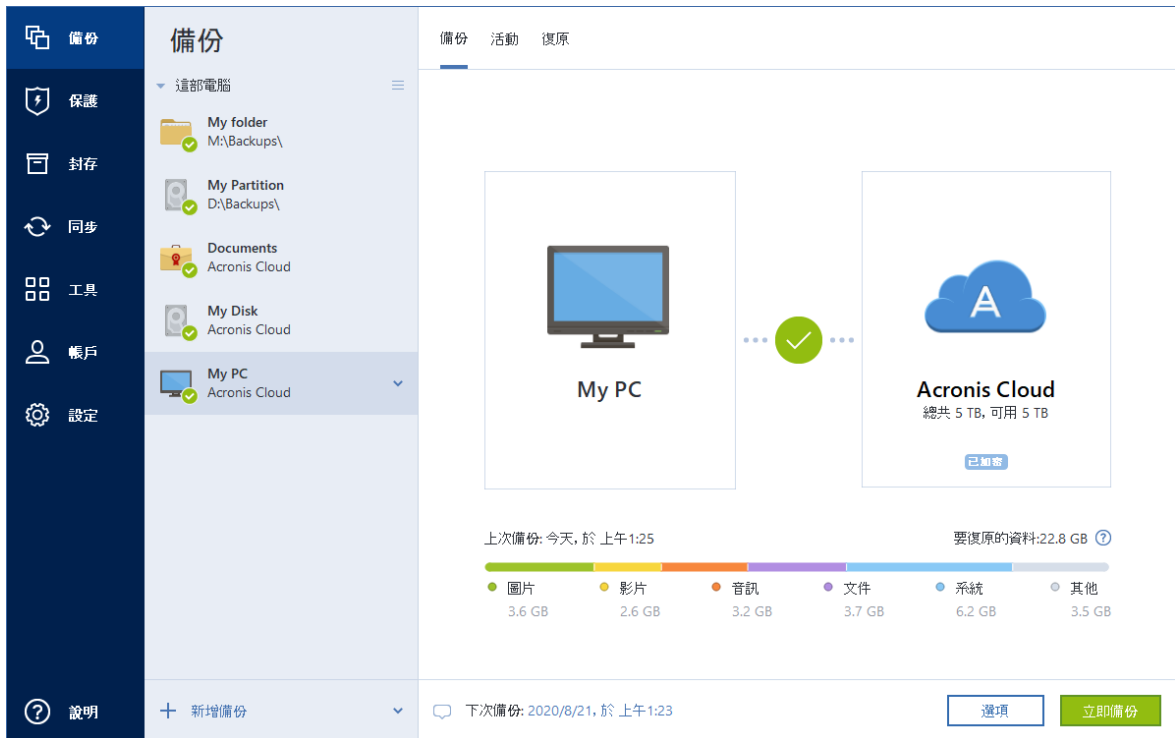 備份
保護
封存
同步
工具
帳戶
設定
說明
備份
這部電腦
My folder
M:\Backups\
My Partition
D:\Backups\
Documents
Acronis Cloud
My Disk
Acronis Cloud
My PC
Acronis Cloud
新增備份
備份 活動 復原
My PC
A
Acronis Cloud
總共 5 TB, 可用 5 TB
已加密
上次備份: 今天, 於 上午1:25
要復原的資料:22.8 GB ?
圖片 影片 音訊 文件 系統 其他
3.6 GB 2.6 GB 3.2 GB 3.7 GB 6.2 GB 3.5 GB
下次備份: 2020/8/21, 於 上午1:23
選項
立即備份